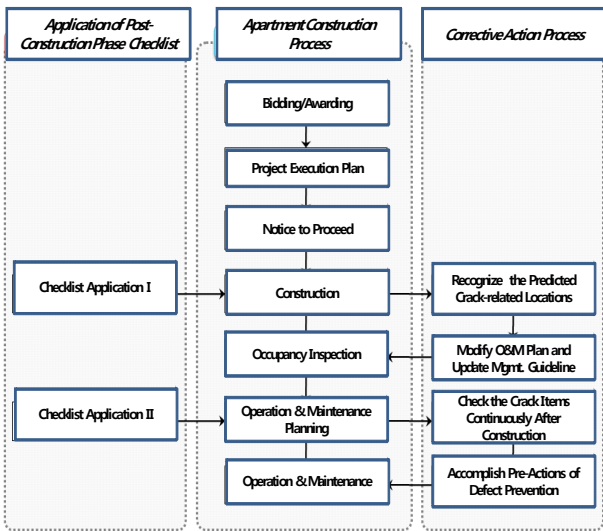 Application of Post-
Construction Phase Checklist
Apartment Construction
Process
Corrective Action Process
Bidding/Awarding
Project Execution Plan
Notice to Proceed
Checklist Application I
Construction
Recognize the Predicted
Crack-related Locations
Occupancy Inspection
Modify O&M Plan and
Update Mgmt. Guideline
Checklist Application II
Operation & Maintenance
Planning
Check the Crack Items
Continuously After
Construction
Operation & Maintenance
Accomplish Pre-Actions of
Defect Prevention